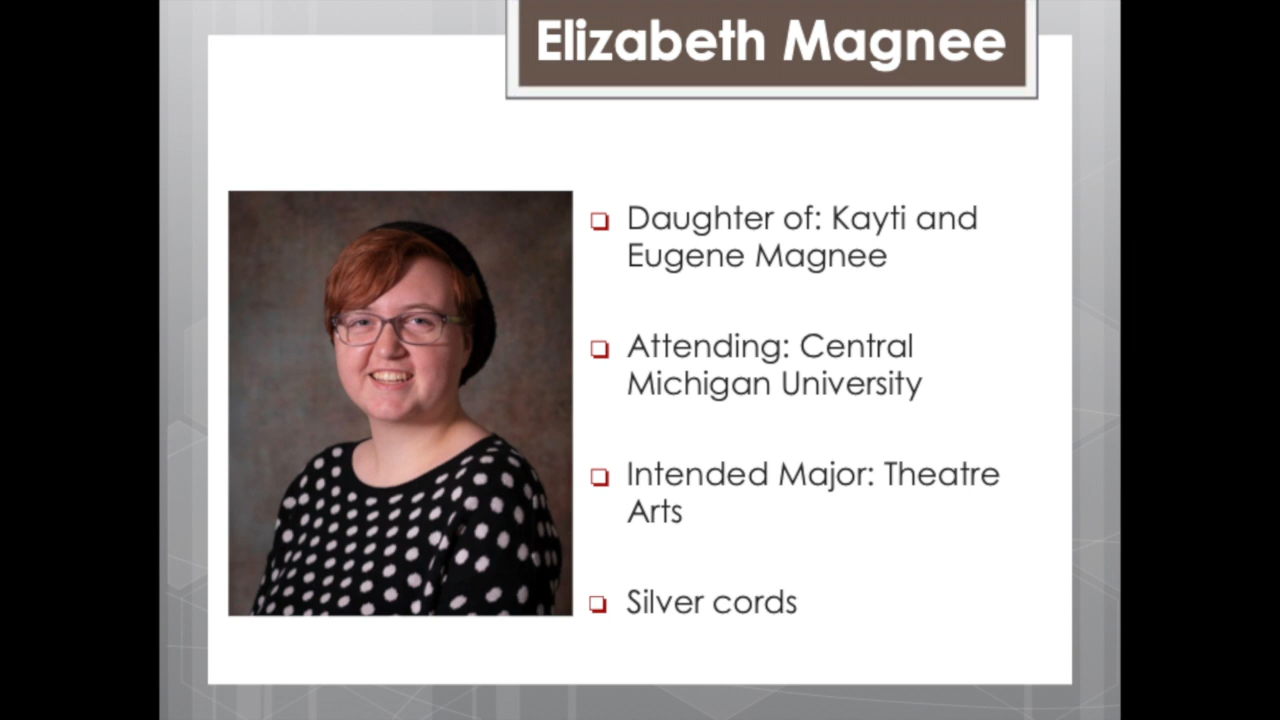 Elizabeth Magnee
Daughter of: Kayti and
Eugene Magnee
Attending: Central
Michigan University
Intended Major: Theatre
Arts
Silver cords